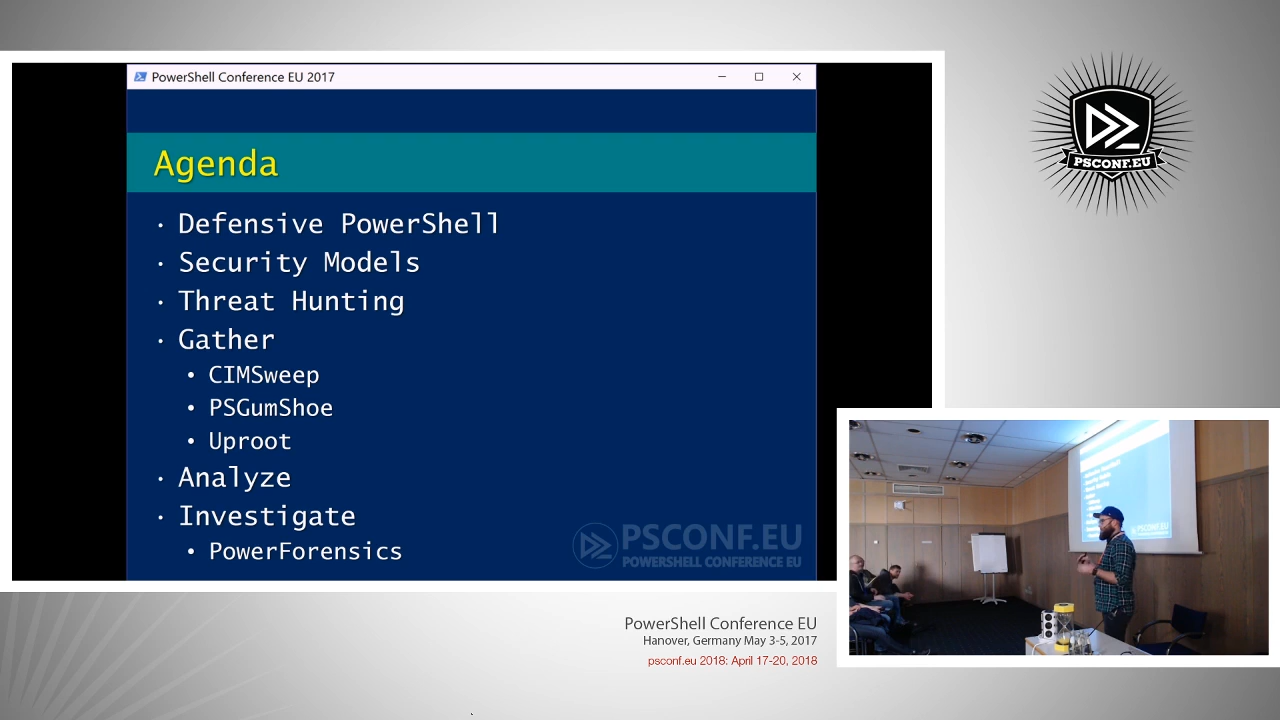 PowerShell Conference EU 2017
Agenda
· Defensive PowerShell
· Security Models
· Threat Hunting
· Gather
• CIMSweep
• PSGumShoe
• Uproot
· Analyze
· Investigate
• PowerForensics
PSCONF.EU
POWERSHELL CONFERENCE EU
PSCONF.EU
PSCONF.EU
PowerShell Conference EU
Hanover, Germany May 3-5, 2017
psconf.eu 2018: April 17-20, 2018